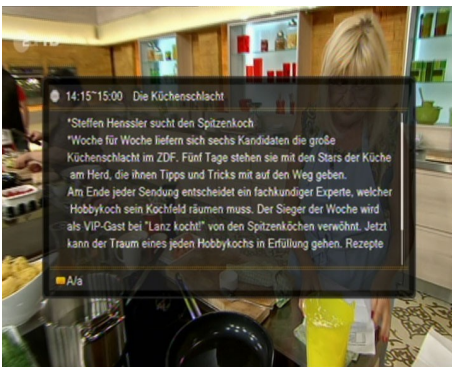 14:15~15:00 Die Küchenschlacht
*Steffen Henssler sucht den Spitzenkoch
*Woche für Woche liefern sich sechs Kandidaten die große
Küchenschlacht im ZDF. Fünf Tage stehen sie mit den Stars der Küche
am Herd, die ihnen Tipps und Tricks mit auf den Weg geben.
Am Ende jeder Sendung entscheidet ein fachkundiger Experte, welcher
Hobbykoch sein Kochfeld räumen muss. Der Sieger der Woche wird
als VIP-Gast bei "Lanz kocht!" von den Spitzenköchen verwöhnt. Jetzt
kann der Traum eines jeden Hobbykochs in Erfüllung gehen. Rezepte
A/a